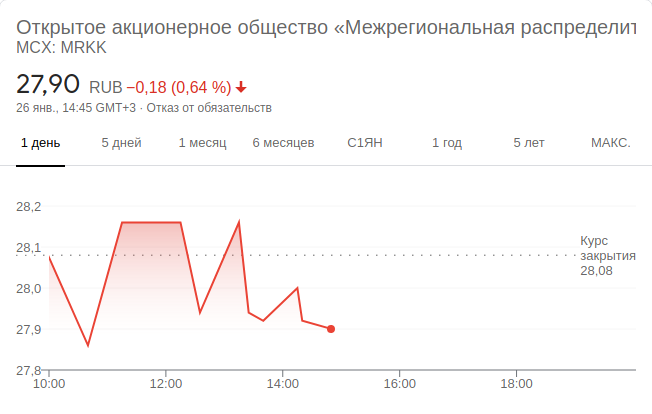 Открытое акционерное общество «Межрегиональная распределит
MCX: MRKK
27,90 RUB −0,18 (0,64 %)
26 янв., 14:45 GMT+3 · Отказ от обязательств
1 день 5 дней 1 месяц 6 месяцев С1ЯН 1 год 5 лет МАКС.
28,2
28,1
28,0
27,9
27,8
Курс
закрытия
28,08
10:00 12:00 14:00 16:00 18:00